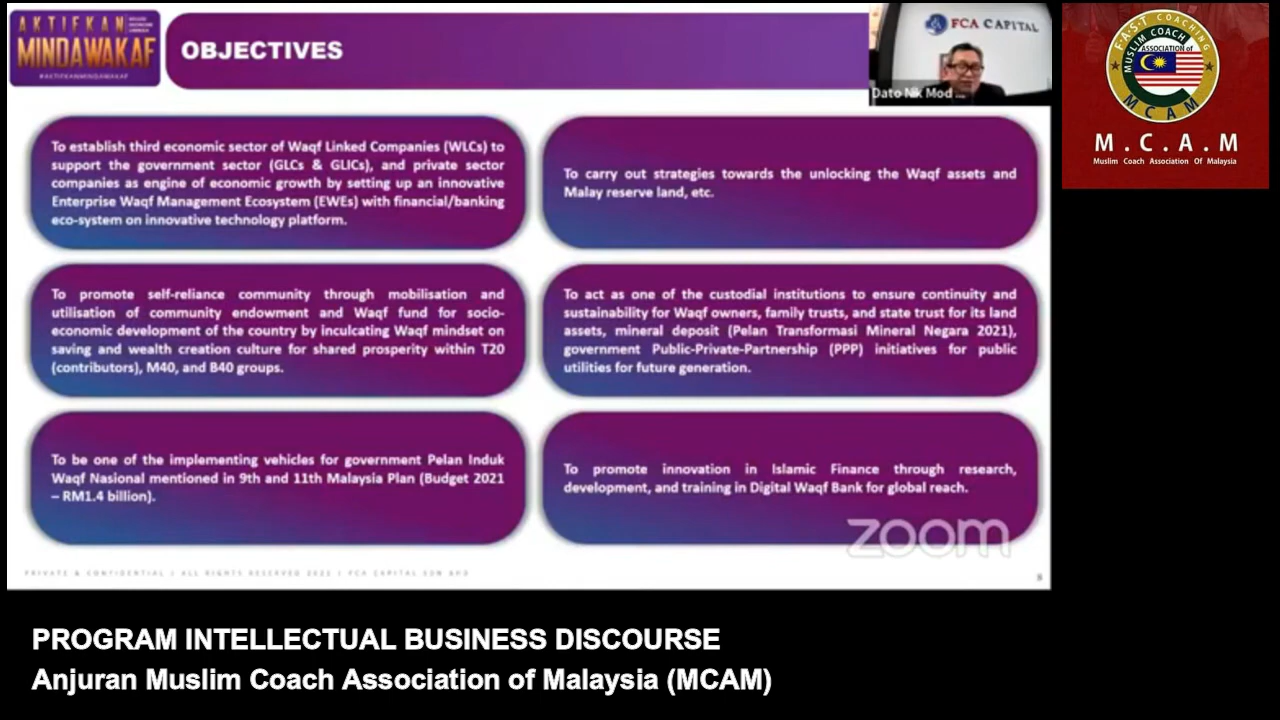 AKTIFKAN
MINDAWAKAF
#AKTIFKANMINDAWAKAF
OBJECTIVES
FCA CAPITAL
Dato Nik Mod ...
FAST COACHING
MUSLIM COACH
ASSOCIATION of
MCAM
M.C.A.M
Muslim Coach Association Of Malaysia
To establish third economic sector of Waqf Linked Companies (WLCs) to
support the government sector (GLCs & GLICs), and private sector
companies as engine of economic growth by setting up an innovative
Enterprise Waqf Management Ecosystem (EWEs) with financial/banking
eco-system on innovative technology platform.
To carry out strategies towards the unlocking the Waqf assets and
Malay reserve land, etc.
To promote self-reliance community through mobilisation and
utilisation of community endowment and Waqf fund for socio-
economic development of the country by inculcating Waqf mindset on
saving and wealth creation culture for shared prosperity within T20
(contributors), M40, and B40 groups.
To act as one of the custodial institutions to ensure continuity and
sustainability for Waqf owners, family trusts, and state trust for its land
assets, mineral deposit (Pelan Transformasi Mineral Negara 2021),
government Public-Private-Partnership (PPP) initiatives for public
utilities for future generation.
To be one of the implementing vehicles for government Pelan Induk
Waqf Nasional mentioned in 9th and 11th Malaysia Plan (Budget 2021
– RM1.4 billion).
To promote innovation in Islamic Finance through research,
development, and training in Digital Waqf Bank for global reach.
zoom
PRIVATE & CONFIDENTIAL | ALL RIGHTS RESERVED 2022 | FCA CAPITAL SDN BHD
8
PROGRAM INTELLECTUAL BUSINESS DISCOURSE
Anjuran Muslim Coach Association of Malaysia (MCAM)